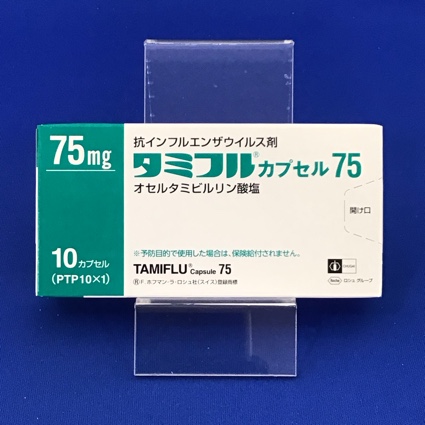 75mg
抗インフルエンザウイルス剤
タミフル®カプセル75
オセルタミビルリン酸塩
開け口
10カプセル
(PTP10×1)
※予防目的で使用した場合は、保険給付されません。
TAMIFLU® Capsule 75
®F.ホフマン・ラ・ロシュ社(スイス)登録商標
Roche ロシュ グループ